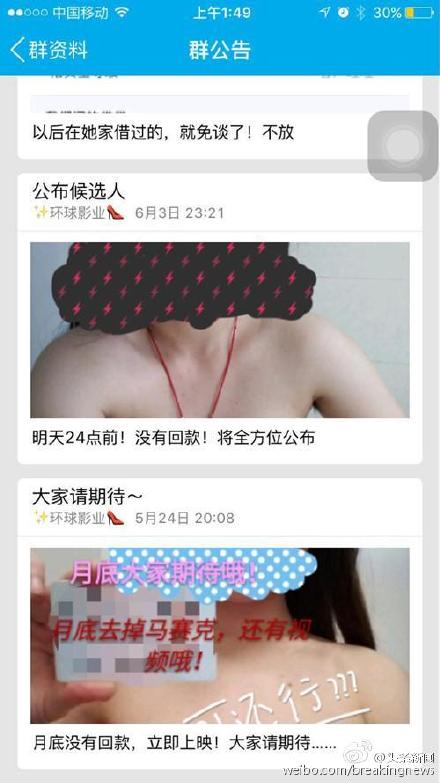 中国移动
上午1:49
30%
群资料
群公告
以后在她家借过的，就免谈了！不放
公布候选人
✨环球影业👠 6月3日 23:21
明天24点前！没有回款！将全方位公布
大家请期待～
✨环球影业👠 5月24日 20:08
月底大家期待哦！
月底去掉马赛克，还有视
频哦！
还行!!!
月底没有回款，立即上映！大家请期待……
@头条新闻
weibo.com/breakingnews